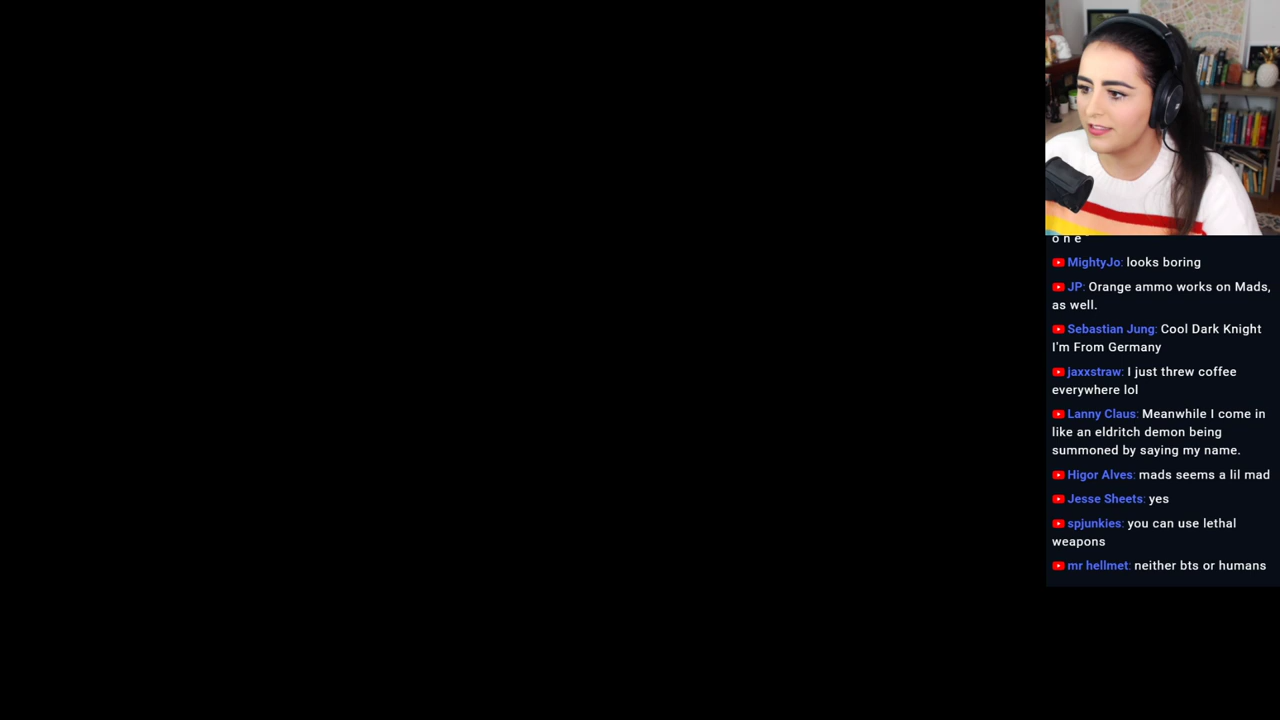 o n e"
MightyJo: looks boring
JP: Orange ammo works on Mads,
as well.
Sebastian Jung: Cool Dark Knight
I'm From Germany
jaxxstraw: I just threw coffee
everywhere lol
Lanny Claus: Meanwhile I come in
like an eldritch demon being
summoned by saying my name.
Higor Alves: mads seems a lil mad
Jesse Sheets: yes
spjunkies: you can use lethal
weapons
mr hellmet: neither bts or humans